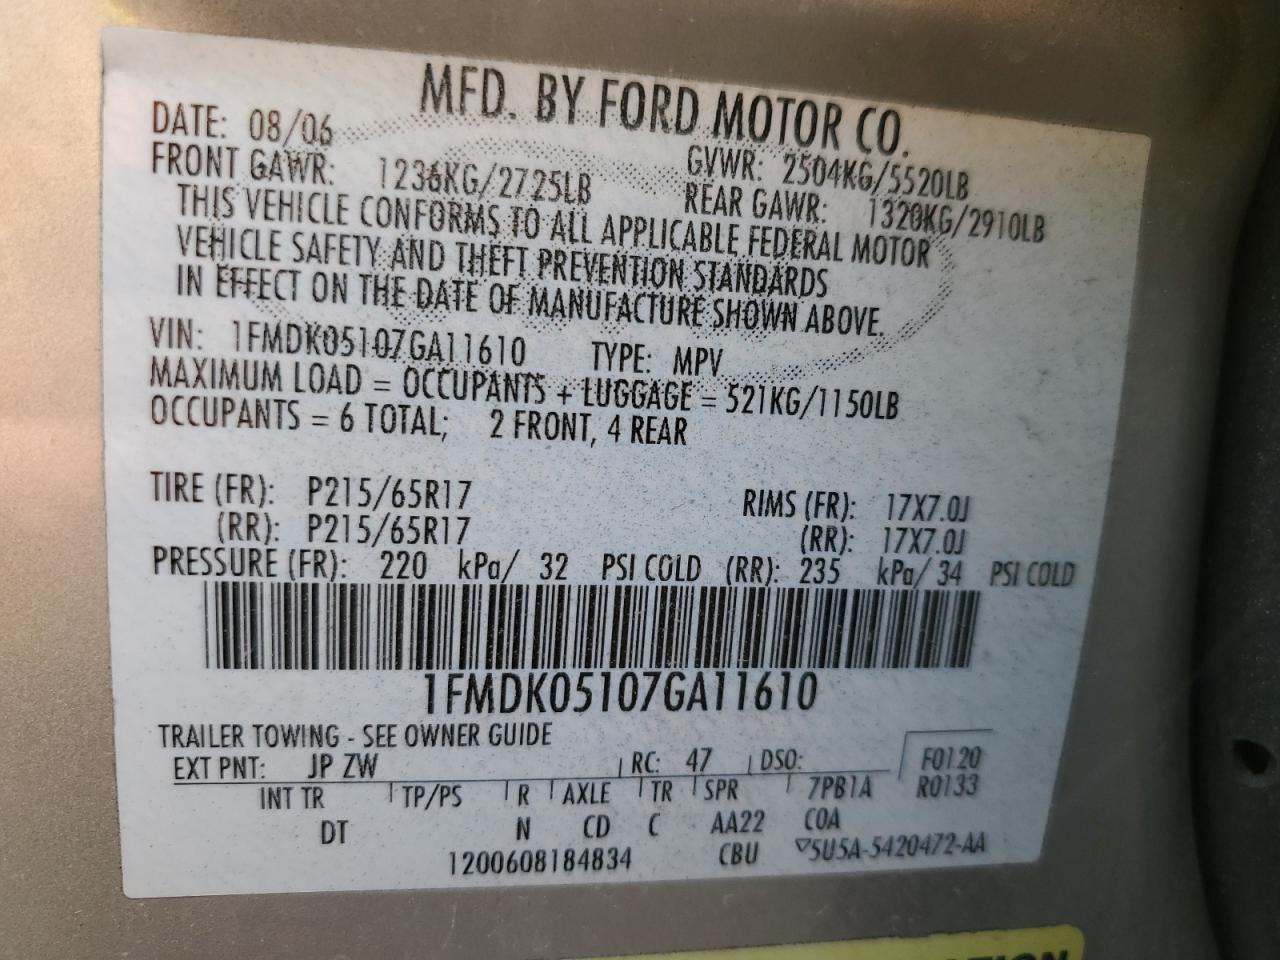 MFD. BY FORD MOTOR CO.
DATE: 08/06 GVWR: 2504KG/5520LB
FRONT GAWR: 1236KG/2725LB REAR GAWR: 1320KG/2910LB
THIS VEHICLE CONFORMS TO ALL APPLICABLE FEDERAL MOTOR
VEHICLE SAFETY AND THEFT PREVENTION STANDARDS
IN EFFECT ON THE DATE OF MANUFACTURE SHOWN ABOVE.
VIN: 1FMDK05107GA11610 TYPE: MPV
MAXIMUM LOAD = OCCUPANTS + LUGGAGE = 521KG/1150LB
OCCUPANTS = 6 TOTAL; 2 FRONT, 4 REAR
TIRE (FR): P215/65R17 RIMS (FR): 17X7.0J
(RR): P215/65R17 (RR): 17X7.0J
PRESSURE (FR): 220 kPa/ 32 PSI COLD (RR): 235 kPa/ 34 PSI COLD
1FMDK05107GA11610
TRAILER TOWING - SEE OWNER GUIDE
EXT PNT: JP ZW RC: 47 DSO: F0120
INT TR TP/PS R AXLE TR SPR 7PB1A R0133
DT N CD C AA22 COA
1200608184834 CBU ▽5U5A-5420472-AA